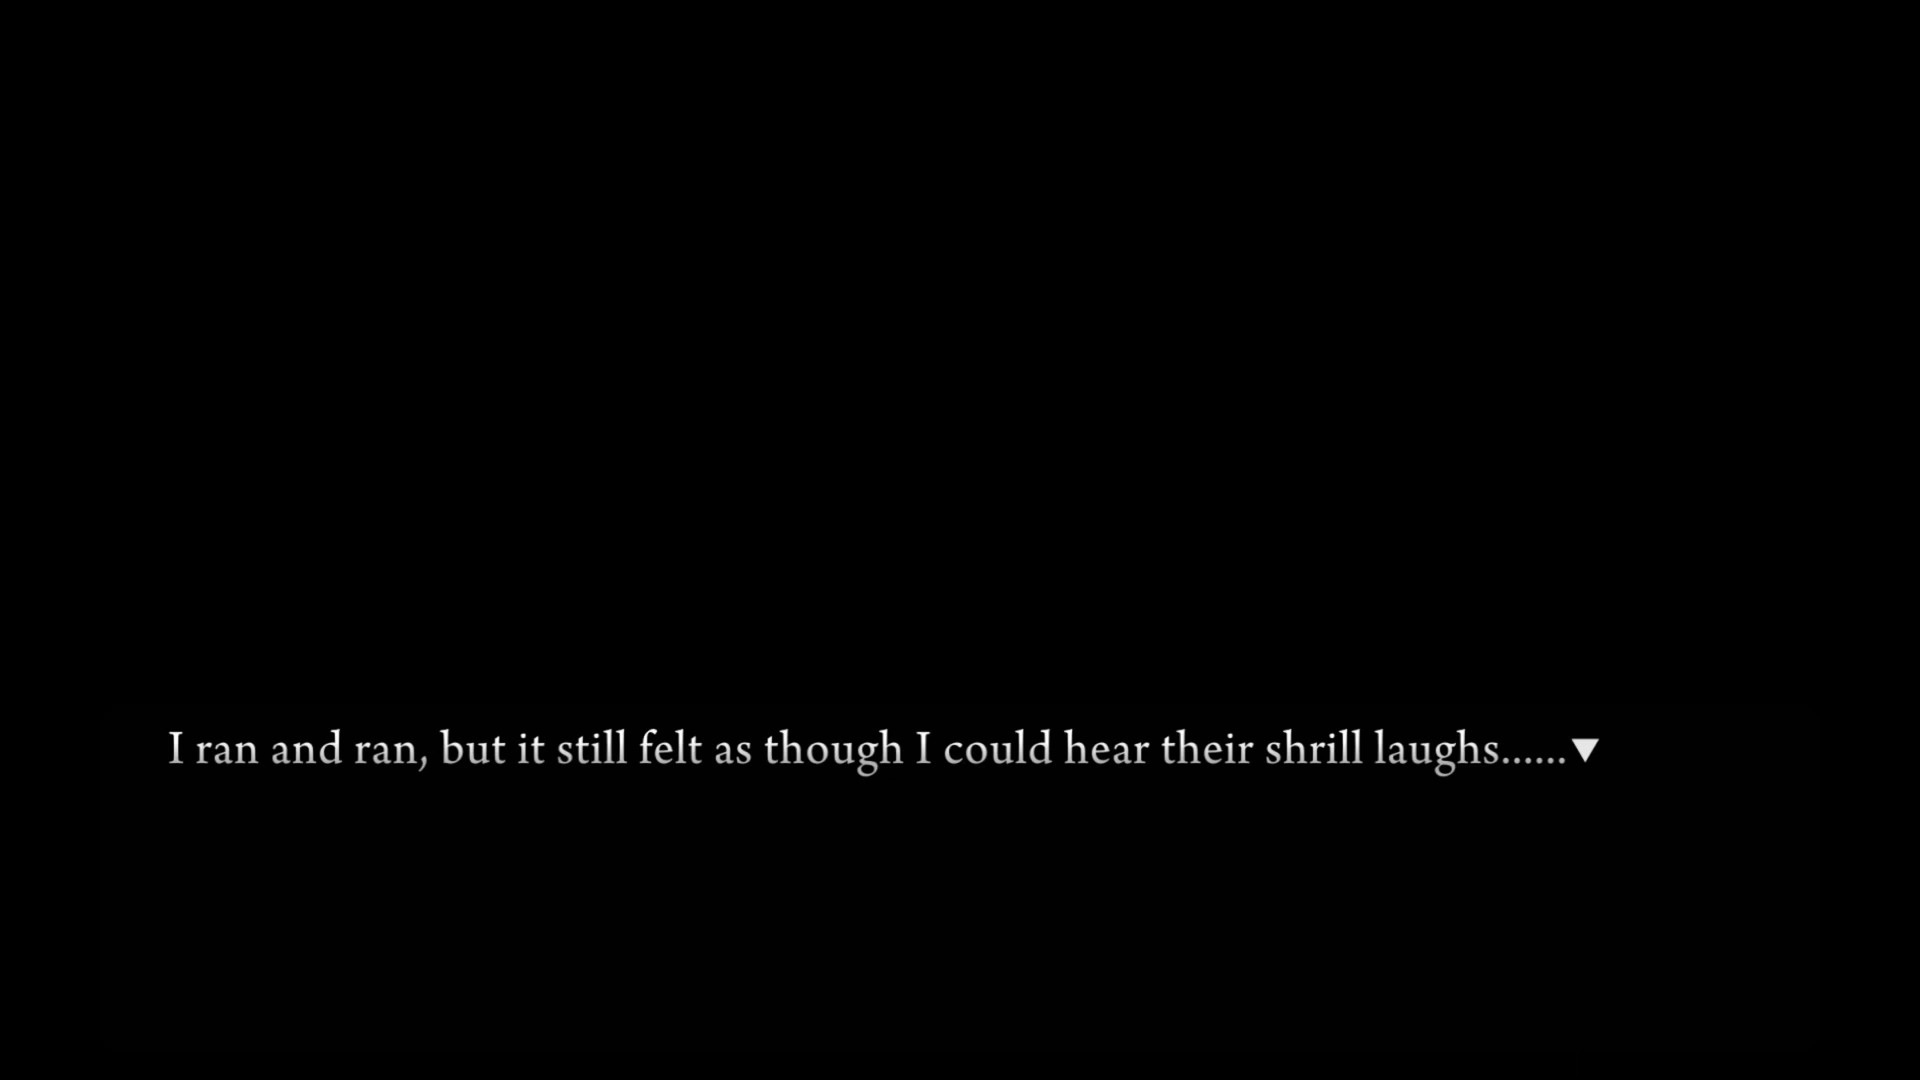 I ran and ran, but it still felt as though I could hear their shrill laughs......▼